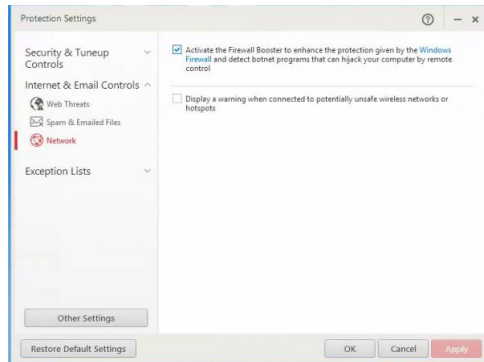 Protection Settings
Security & Tuneup
Controls
Internet & Email Controls
Web Threats
Spam & Emailed Files
Network
Exception Lists
Other Settings
Activate the Firewall Booster to enhance the protection given by the Windows
Firewall and detect botnet programs that can hijack your computer by remote
control
Display a warning when connected to potentially unsafe wireless networks or
hotspots
Restore Default Settings
OK
Cancel
Apply